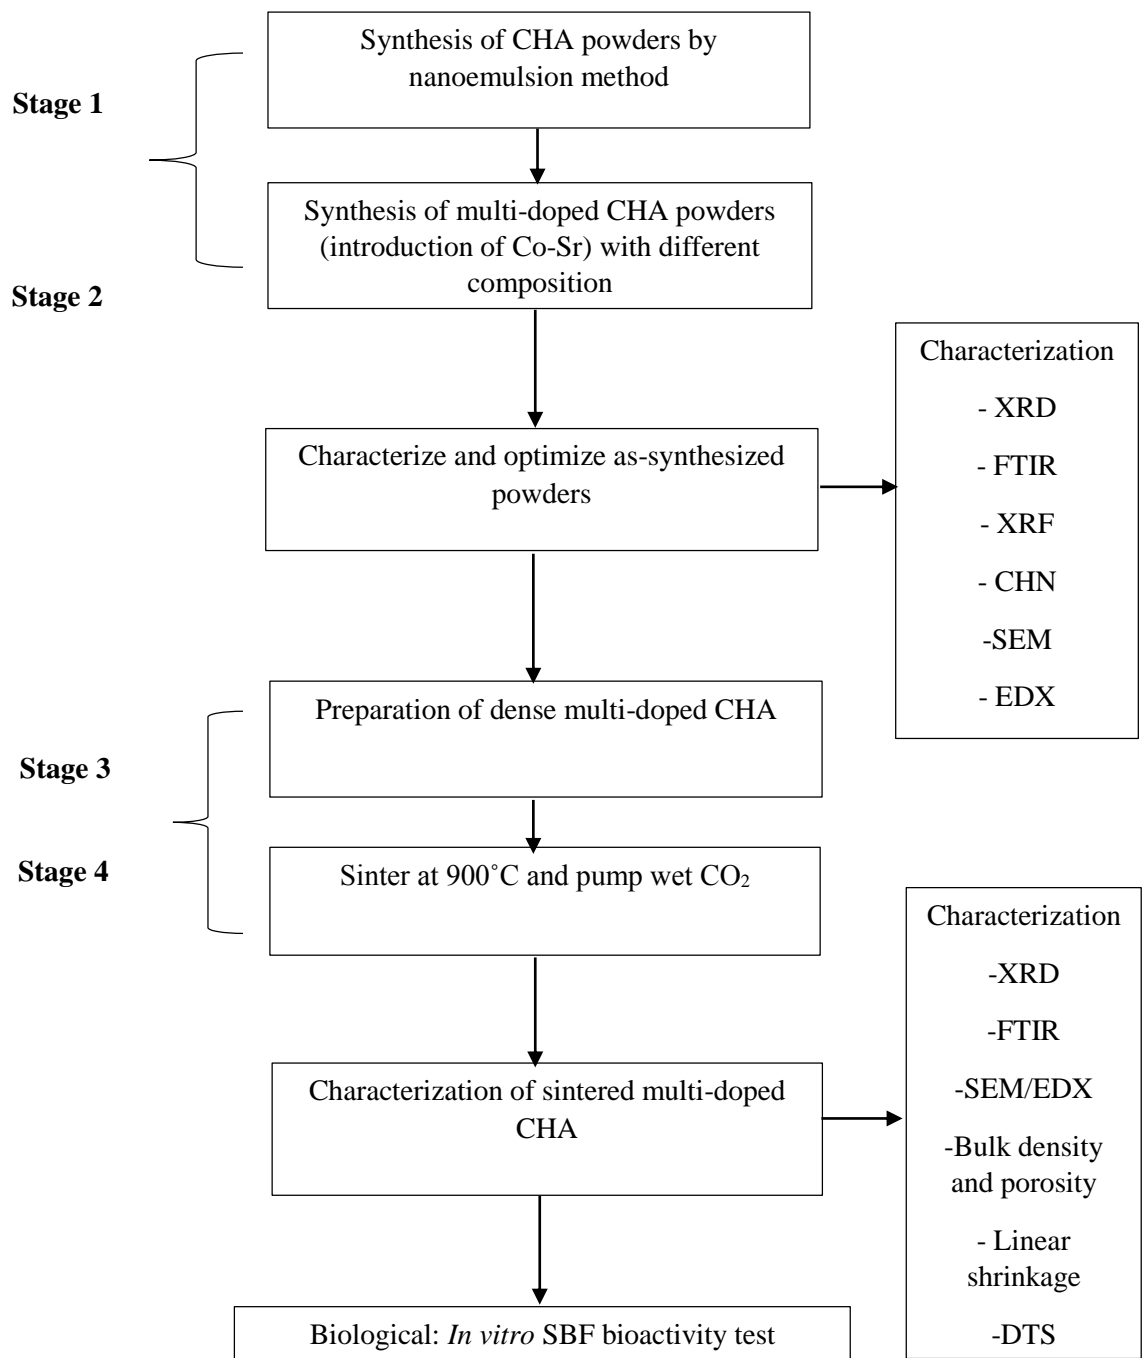 Synthesis of CHA powders by
nanoemulsion method
Stage 1
Synthesis of multi-doped CHA powders
(introduction of Co-Sr) with different
composition
Stage 2
Characterize and optimize as-synthesized
powders
Characterization
- XRD
- FTIR
- XRF
- CHN
-SEM
- EDX
Preparation of dense multi-doped CHA
Stage 3
Sinter at 900˚C and pump wet CO₂
Stage 4
Characterization of sintered multi-doped
CHA
Characterization
-XRD
-FTIR
-SEM/EDX
-Bulk density
and porosity
- Linear
shrinkage
-DTS
Biological: In vitro SBF bioactivity test